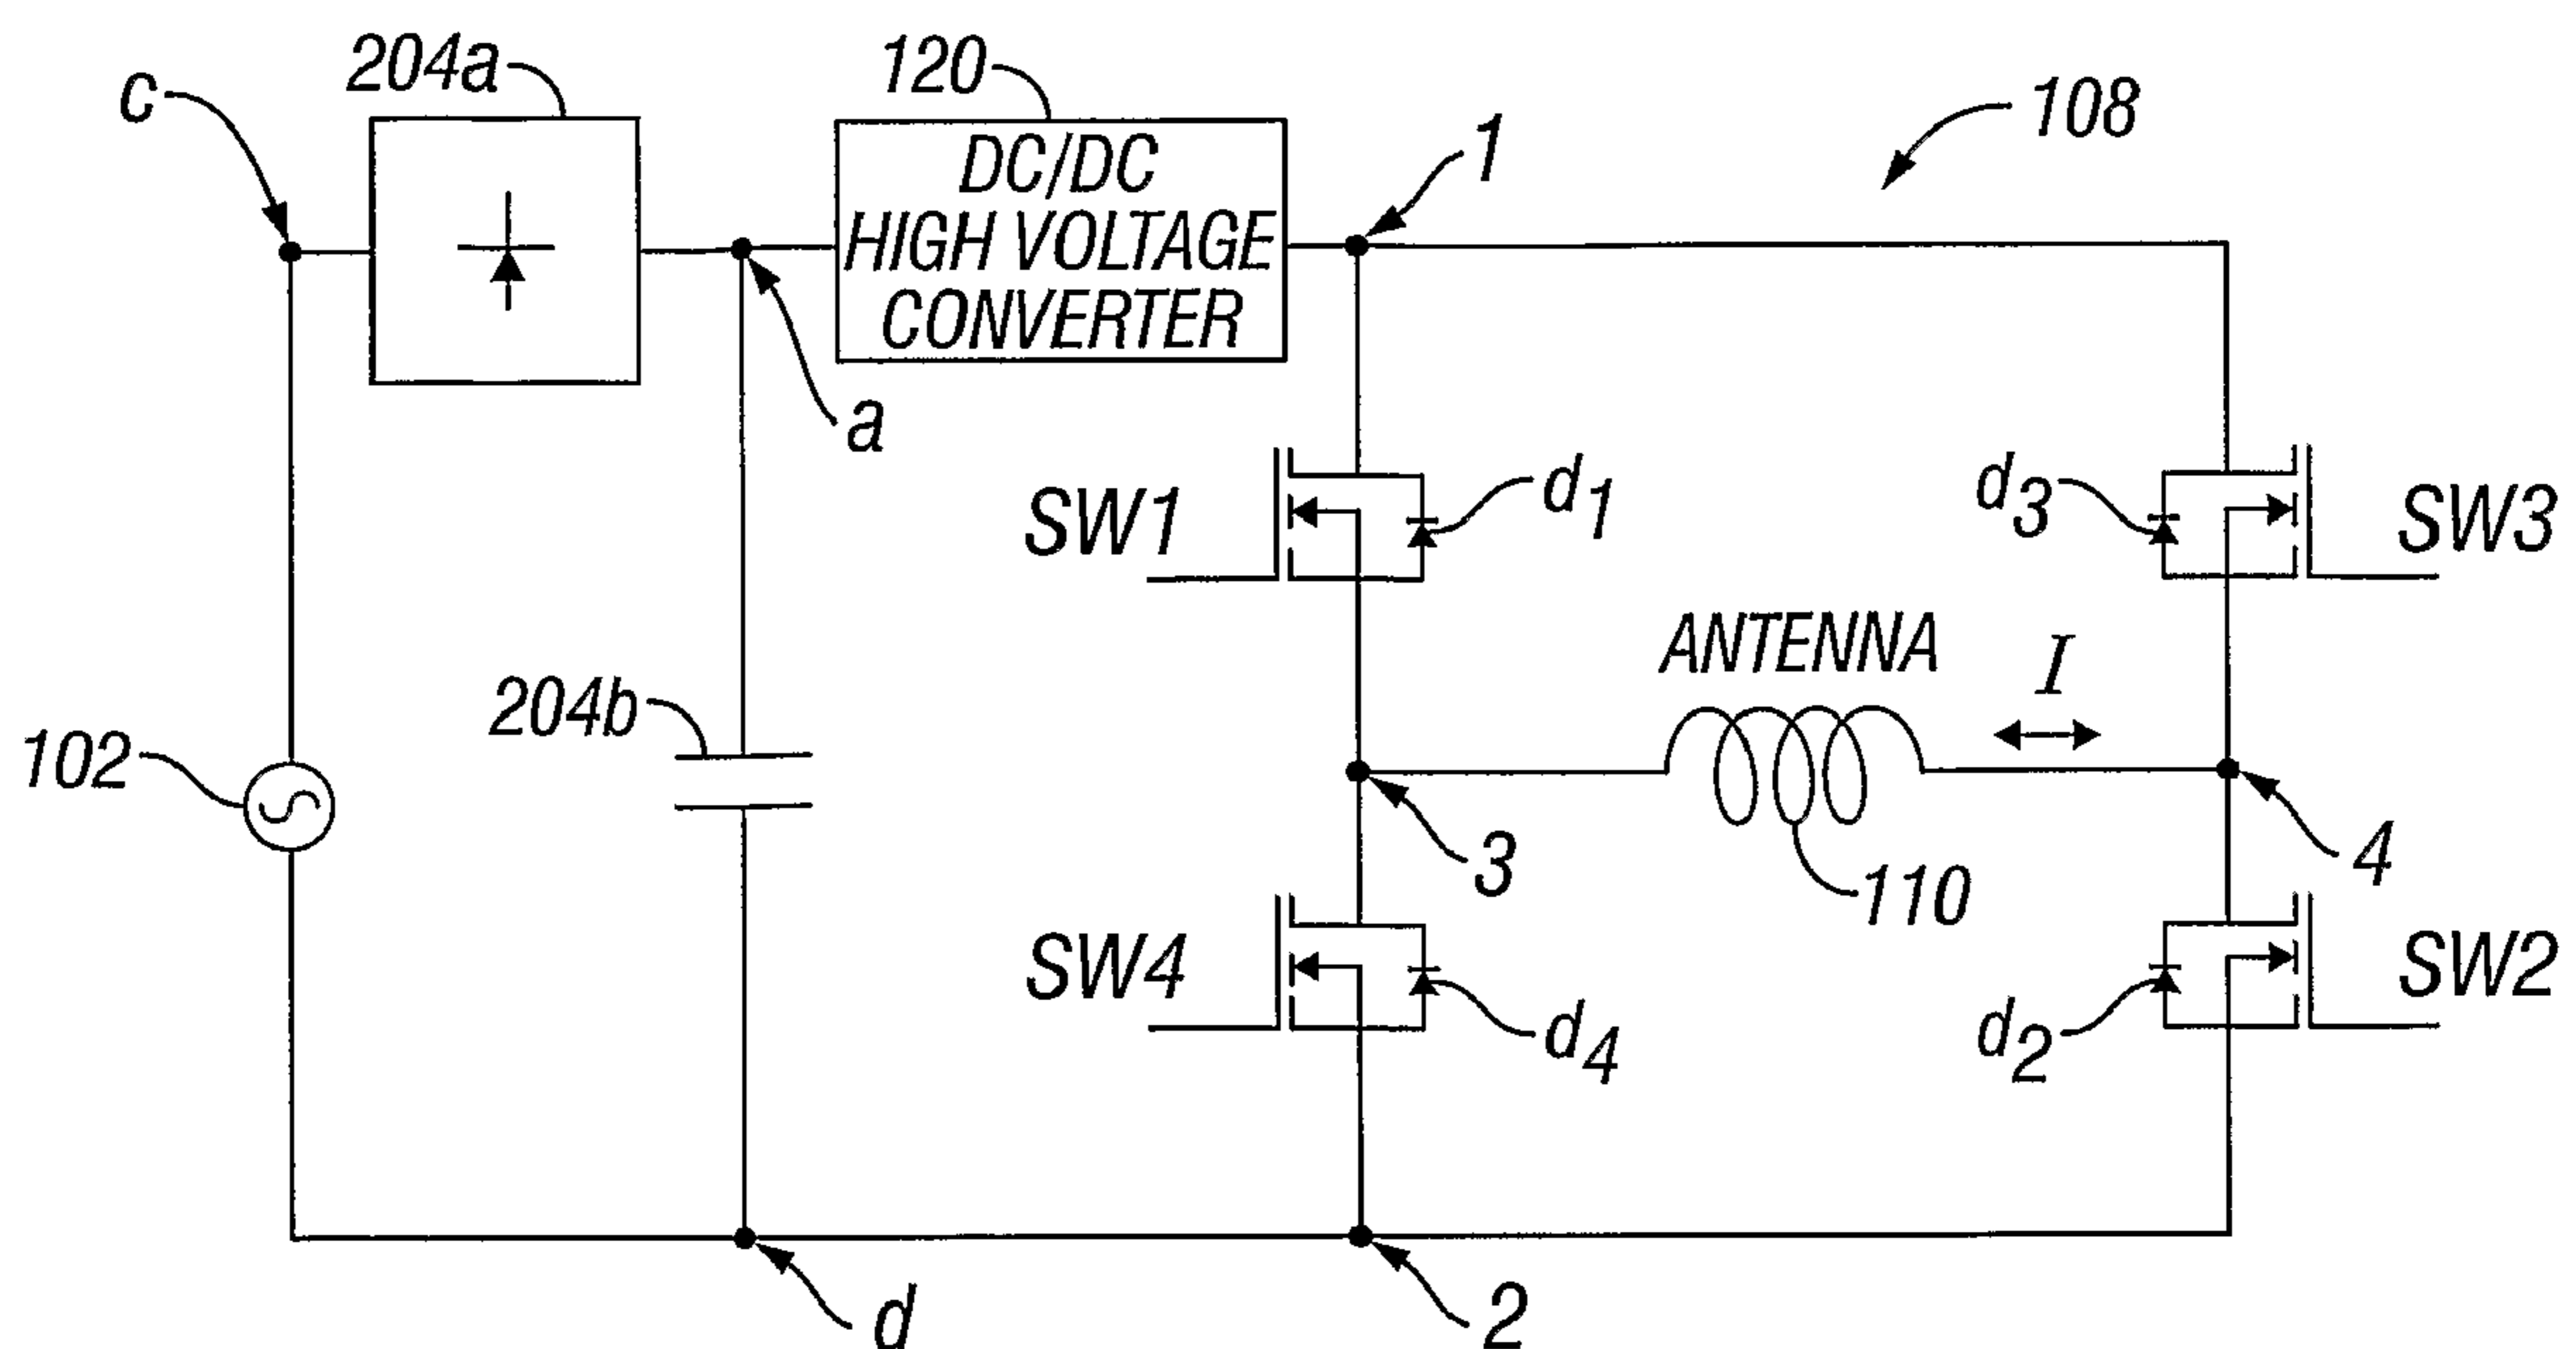 c
204a
120
1
108
DC/DC
HIGH VOLTAGE
CONVERTER
a
SW1
d1
d3
SW3
ANTENNA
I
204b
102
3
110
4
SW4
d4
d2
SW2
d
2